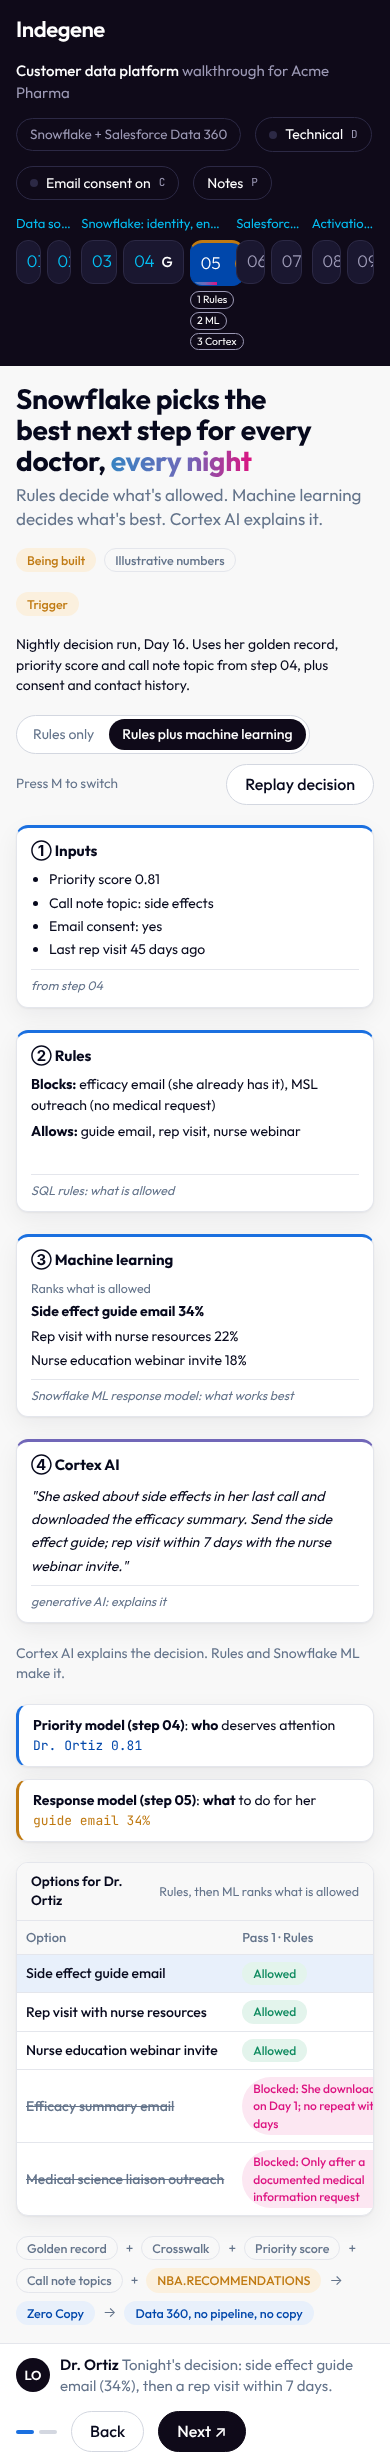 Indegene
Customer data platform walkthrough for Acme
Pharma
Snowflake + Salesforce Data 360
Technical D
Email consent on C
Notes P
Data so... Snowflake: identity, en... Salesforc... Activatio...
03 04 G 05 07
1 Rules
2 ML
3 Cortex
Snowflake picks the
best next step for every
doctor, every night
Rules decide what's allowed. Machine learning
decides what's best. Cortex AI explains it.
Being built Illustrative numbers
Trigger
Nightly decision run, Day 16. Uses her golden record,
priority score and call note topic from step 04, plus
consent and contact history.
Rules only Rules plus machine learning
Press M to switch Replay decision
① Inputs
• Priority score 0.81
• Call note topic: side effects
• Email consent: yes
• Last rep visit 45 days ago
from step 04
② Rules
Blocks: efficacy email (she already has it), MSL
outreach (no medical request)
Allows: guide email, rep visit, nurse webinar
SQL rules: what is allowed
③ Machine learning
Ranks what is allowed
Side effect guide email 34%
Rep visit with nurse resources 22%
Nurse education webinar invite 18%
Snowflake ML response model: what works best
④ Cortex AI
"She asked about side effects in her last call and
downloaded the efficacy summary. Send the side
effect guide; rep visit within 7 days with the nurse
webinar invite."
generative AI: explains it
Cortex AI explains the decision. Rules and Snowflake ML
make it.
Priority model (step 04): who deserves attention
Dr. Ortiz 0.81
Response model (step 05): what to do for her
guide email 34%
Options for Dr.
Ortiz
Rules, then ML ranks what is allowed
Option Pass 1 · Rules
Side effect guide email Allowed
Rep visit with nurse resources Allowed
Nurse education webinar invite Allowed
Efficacy summary email
Blocked: She
on Day 1; no repeat
days
Medical science liaison outreach
Blocked: Only after a
documented medical
information request
Golden record + Crosswalk + Priority score +
Call note topics + NBA.RECOMMENDATIONS →
Zero Copy → Data 360, no pipeline, no copy
LO
Dr. Ortiz Tonight's decision: side effect guide
email (34%), then a rep visit within 7 days.
Back Next ↗